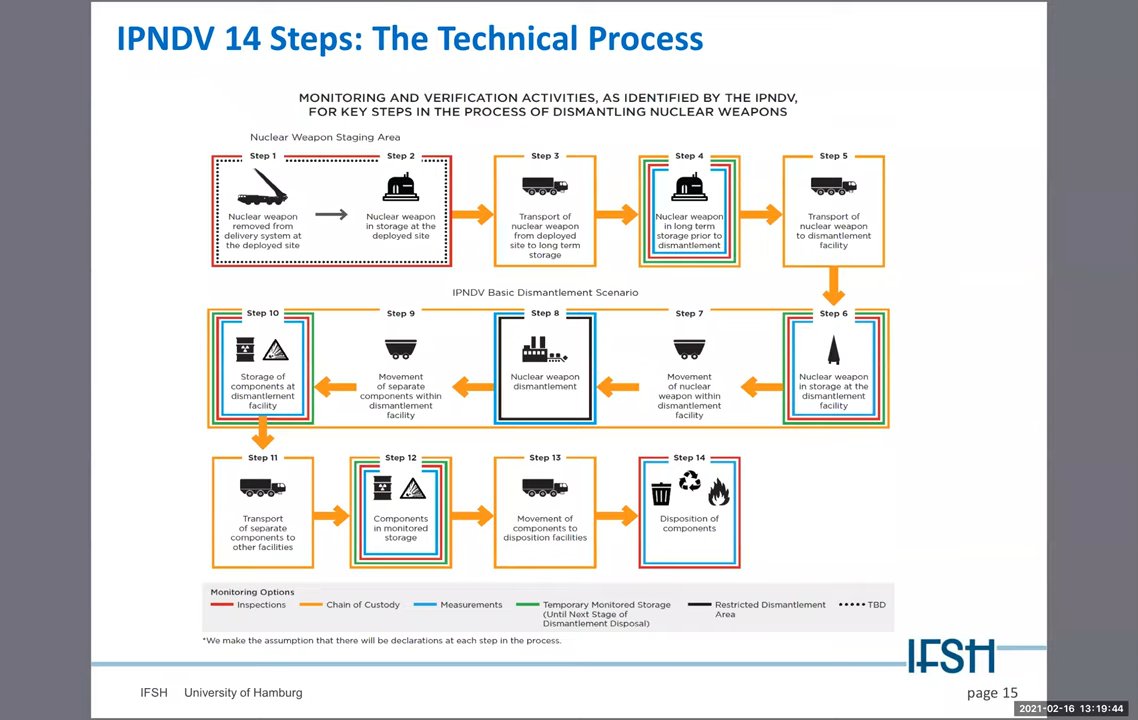 IPNDV 14 Steps: The Technical Process
MONITORING AND VERIFICATION ACTIVITIES, AS IDENTIFIED BY THE IPNDV,
FOR KEY STEPS IN THE PROCESS OF DISMANTLING NUCLEAR WEAPONS
Nuclear Weapon Staging Area
Step 1
Nuclear weapon
removed from
delivery system at
the deployed site
Step 2
Nuclear weapon
in storage at the
deployed site
Step 3
Transport of
nuclear weapon
from deployed
site to long term
storage
Step 4
Nuclear weapon
in long term
storage prior to
dismantlement
Step 5
Transport of
nuclear weapon
to dismantlement
facility
IPNDV Basic Dismantlement Scenario
Step 10
Storage of
components at
dismantlement
facility
Step 9
Movement
of separate
components within
dismantlement
facility
Step 8
Nuclear weapon
dismantlement
Step 7
Movement
of nuclear
weapon within
dismantlement
facility
Step 6
Nuclear weapon
in storage at the
dismantlement
facility
Step 11
Transport
of separate
components to
other facilities
Step 12
Components
in monitored
storage
Step 13
Movement of
components to
disposition facilities
Step 14
Disposition of
components
Monitoring Options
Inspections
Chain of Custody
Measurements
Temporary Monitored Storage
(Until Next Stage of
Dismantlement Disposal)
Restricted Dismantlement
Area
TBD
*We make the assumption that there will be declarations at each step in the process.
IFSH
IFSH University of Hamburg
page 15
2021-02-16 13:19:44